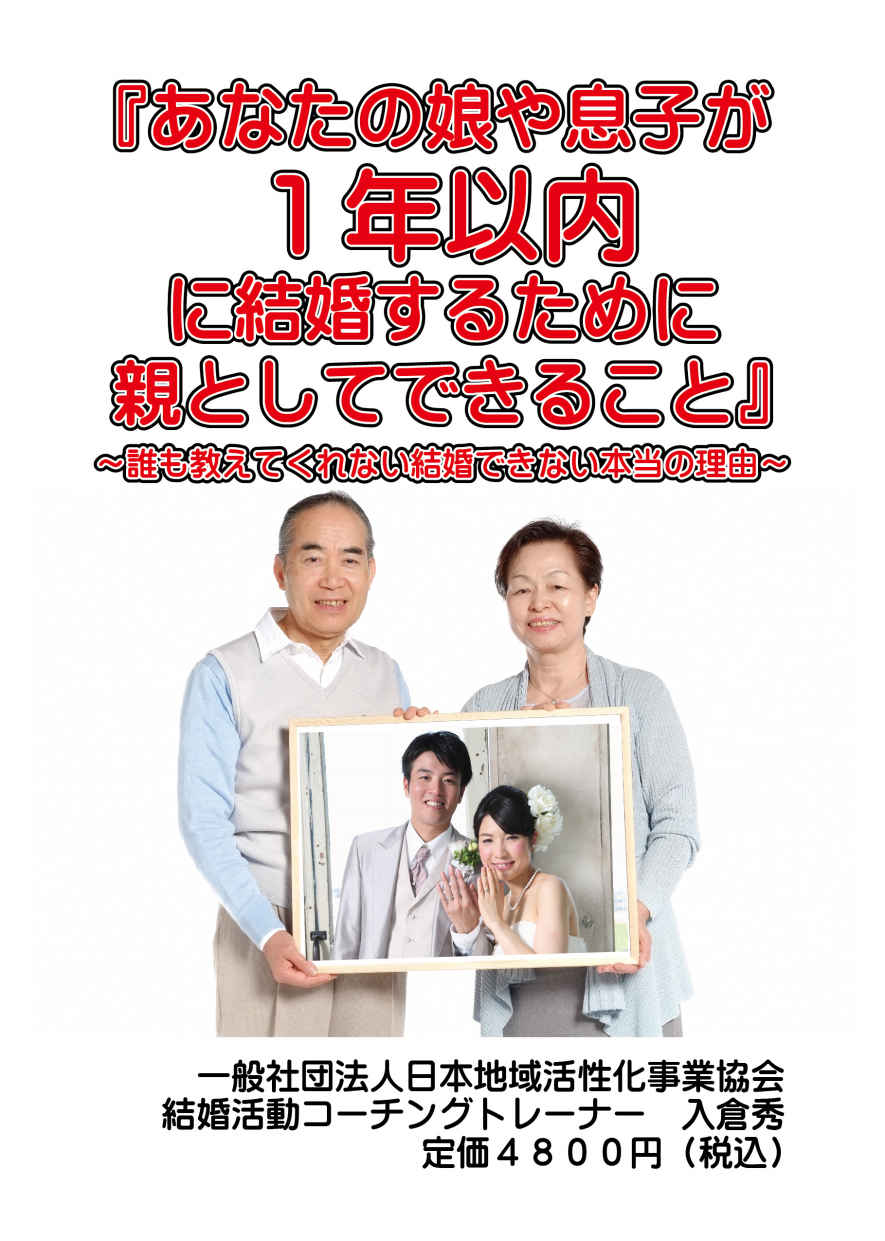 『あなたの娘や息子が
１年以内
に結婚するために
親としてできること』
～誰も教えてくれない結婚できない本当の理由～
一般社団法人日本地域活性化事業協会
結婚活動コーチングトレーナー　入倉秀
定価４８００円（税込）